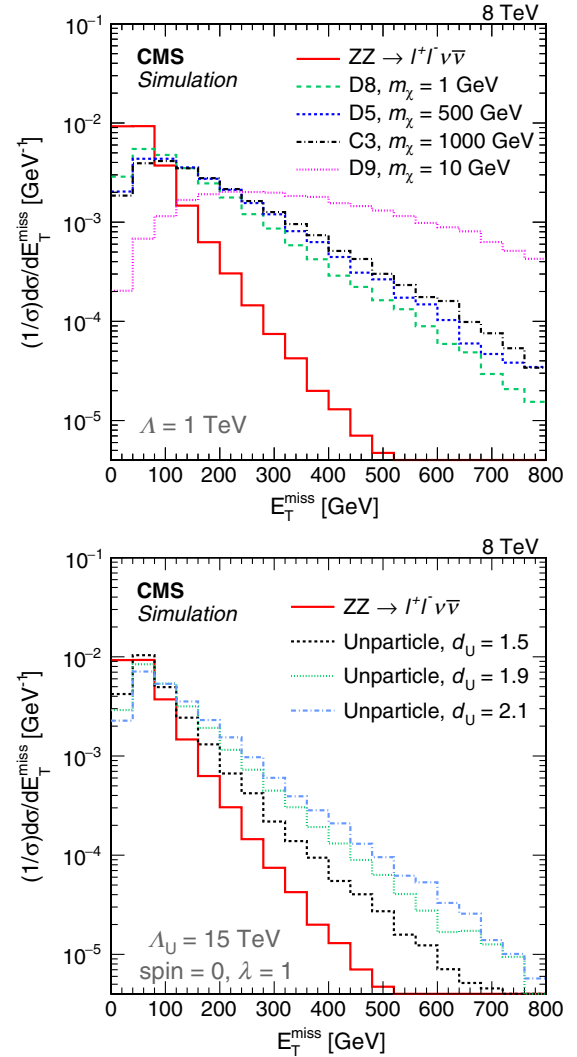 8 TeV
10⁻¹
CMS
Simulation
ZZ → l⁺l⁻νν̅
D8, mχ = 1 GeV
D5, mχ = 500 GeV
C3, mχ = 1000 GeV
D9, mχ = 10 GeV
10⁻²
10⁻³
10⁻⁴
10⁻⁵
(1/σ)dσ/dE_T^miss [GeV⁻¹]
Λ = 1 TeV
0 100 200 300 400 500 600 700 800
E_T^miss [GeV]
8 TeV
10⁻¹
CMS
Simulation
ZZ → l⁺l⁻νν̅
Unparticle, d_U = 1.5
Unparticle, d_U = 1.9
Unparticle, d_U = 2.1
10⁻²
10⁻³
10⁻⁴
10⁻⁵
(1/σ)dσ/dE_T^miss [GeV⁻¹]
Λ_U = 15 TeV
spin = 0, λ = 1
0 100 200 300 400 500 600 700 800
E_T^miss [GeV]